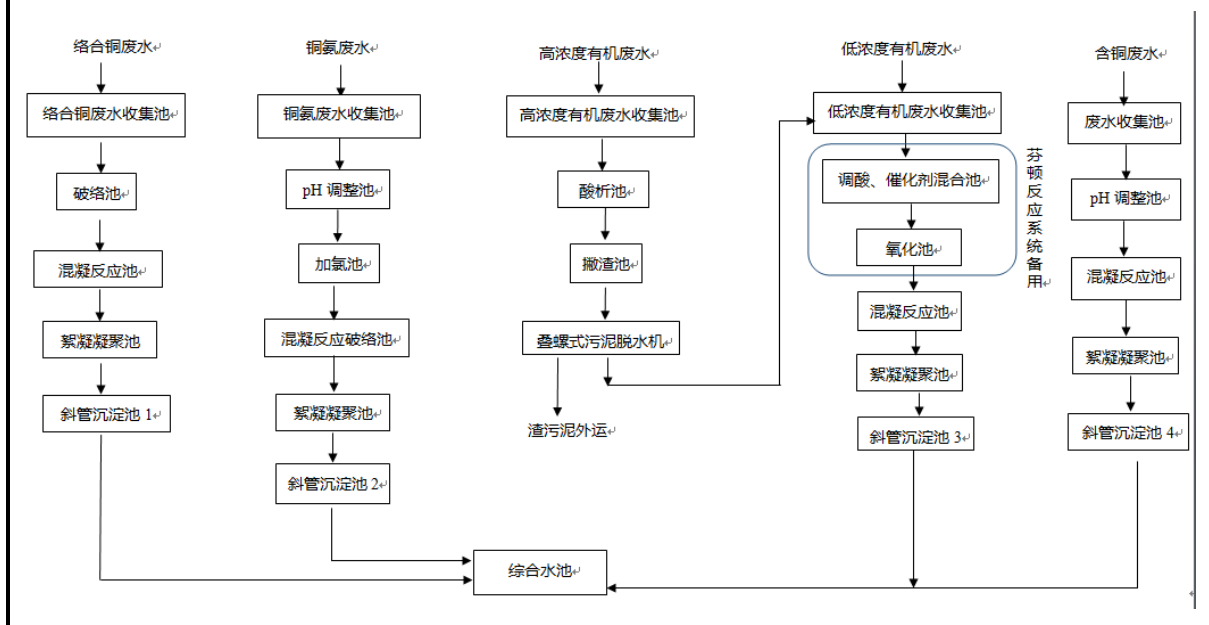 络合铜废水
络合铜废水收集池
破络池
混凝反应池
絮凝凝聚池
斜管沉淀池 1
铜氨废水
铜氨废水收集池
pH 调整池
加氯池
混凝反应破络池
絮凝凝聚池
斜管沉淀池 2
高浓度有机废水
高浓度有机废水收集池
酸析池
撇渣池
叠螺式污泥脱水机
渣污泥外运
低浓度有机废水
低浓度有机废水收集池
调酸、催化剂混合池
氧化池
芬顿反应系统备用
混凝反应池
絮凝凝聚池
斜管沉淀池 3
含铜废水
废水收集池
pH 调整池
混凝反应池
絮凝凝聚池
斜管沉淀池 4
综合水池